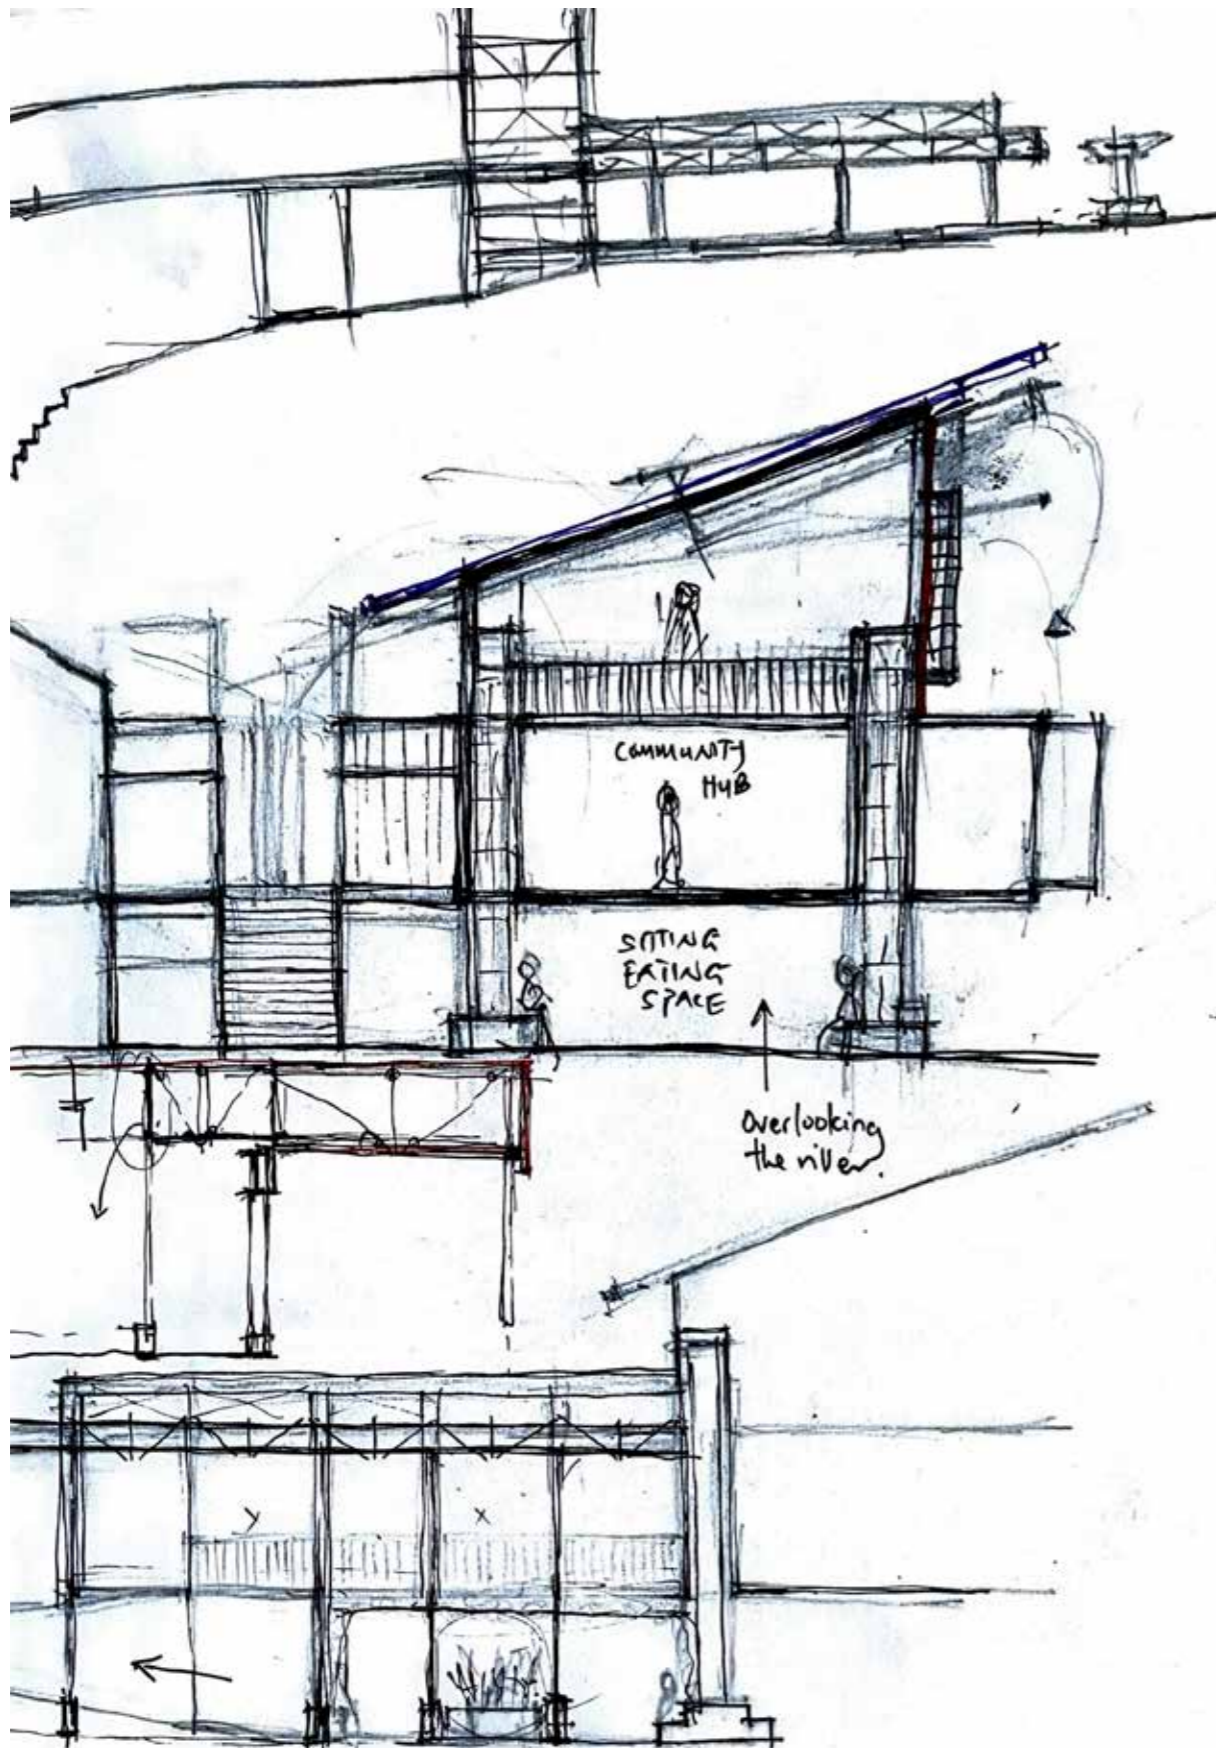 COMMUNITY
HUB
SITTING
EATING
SPACE
Overlooking
the river.
y
x